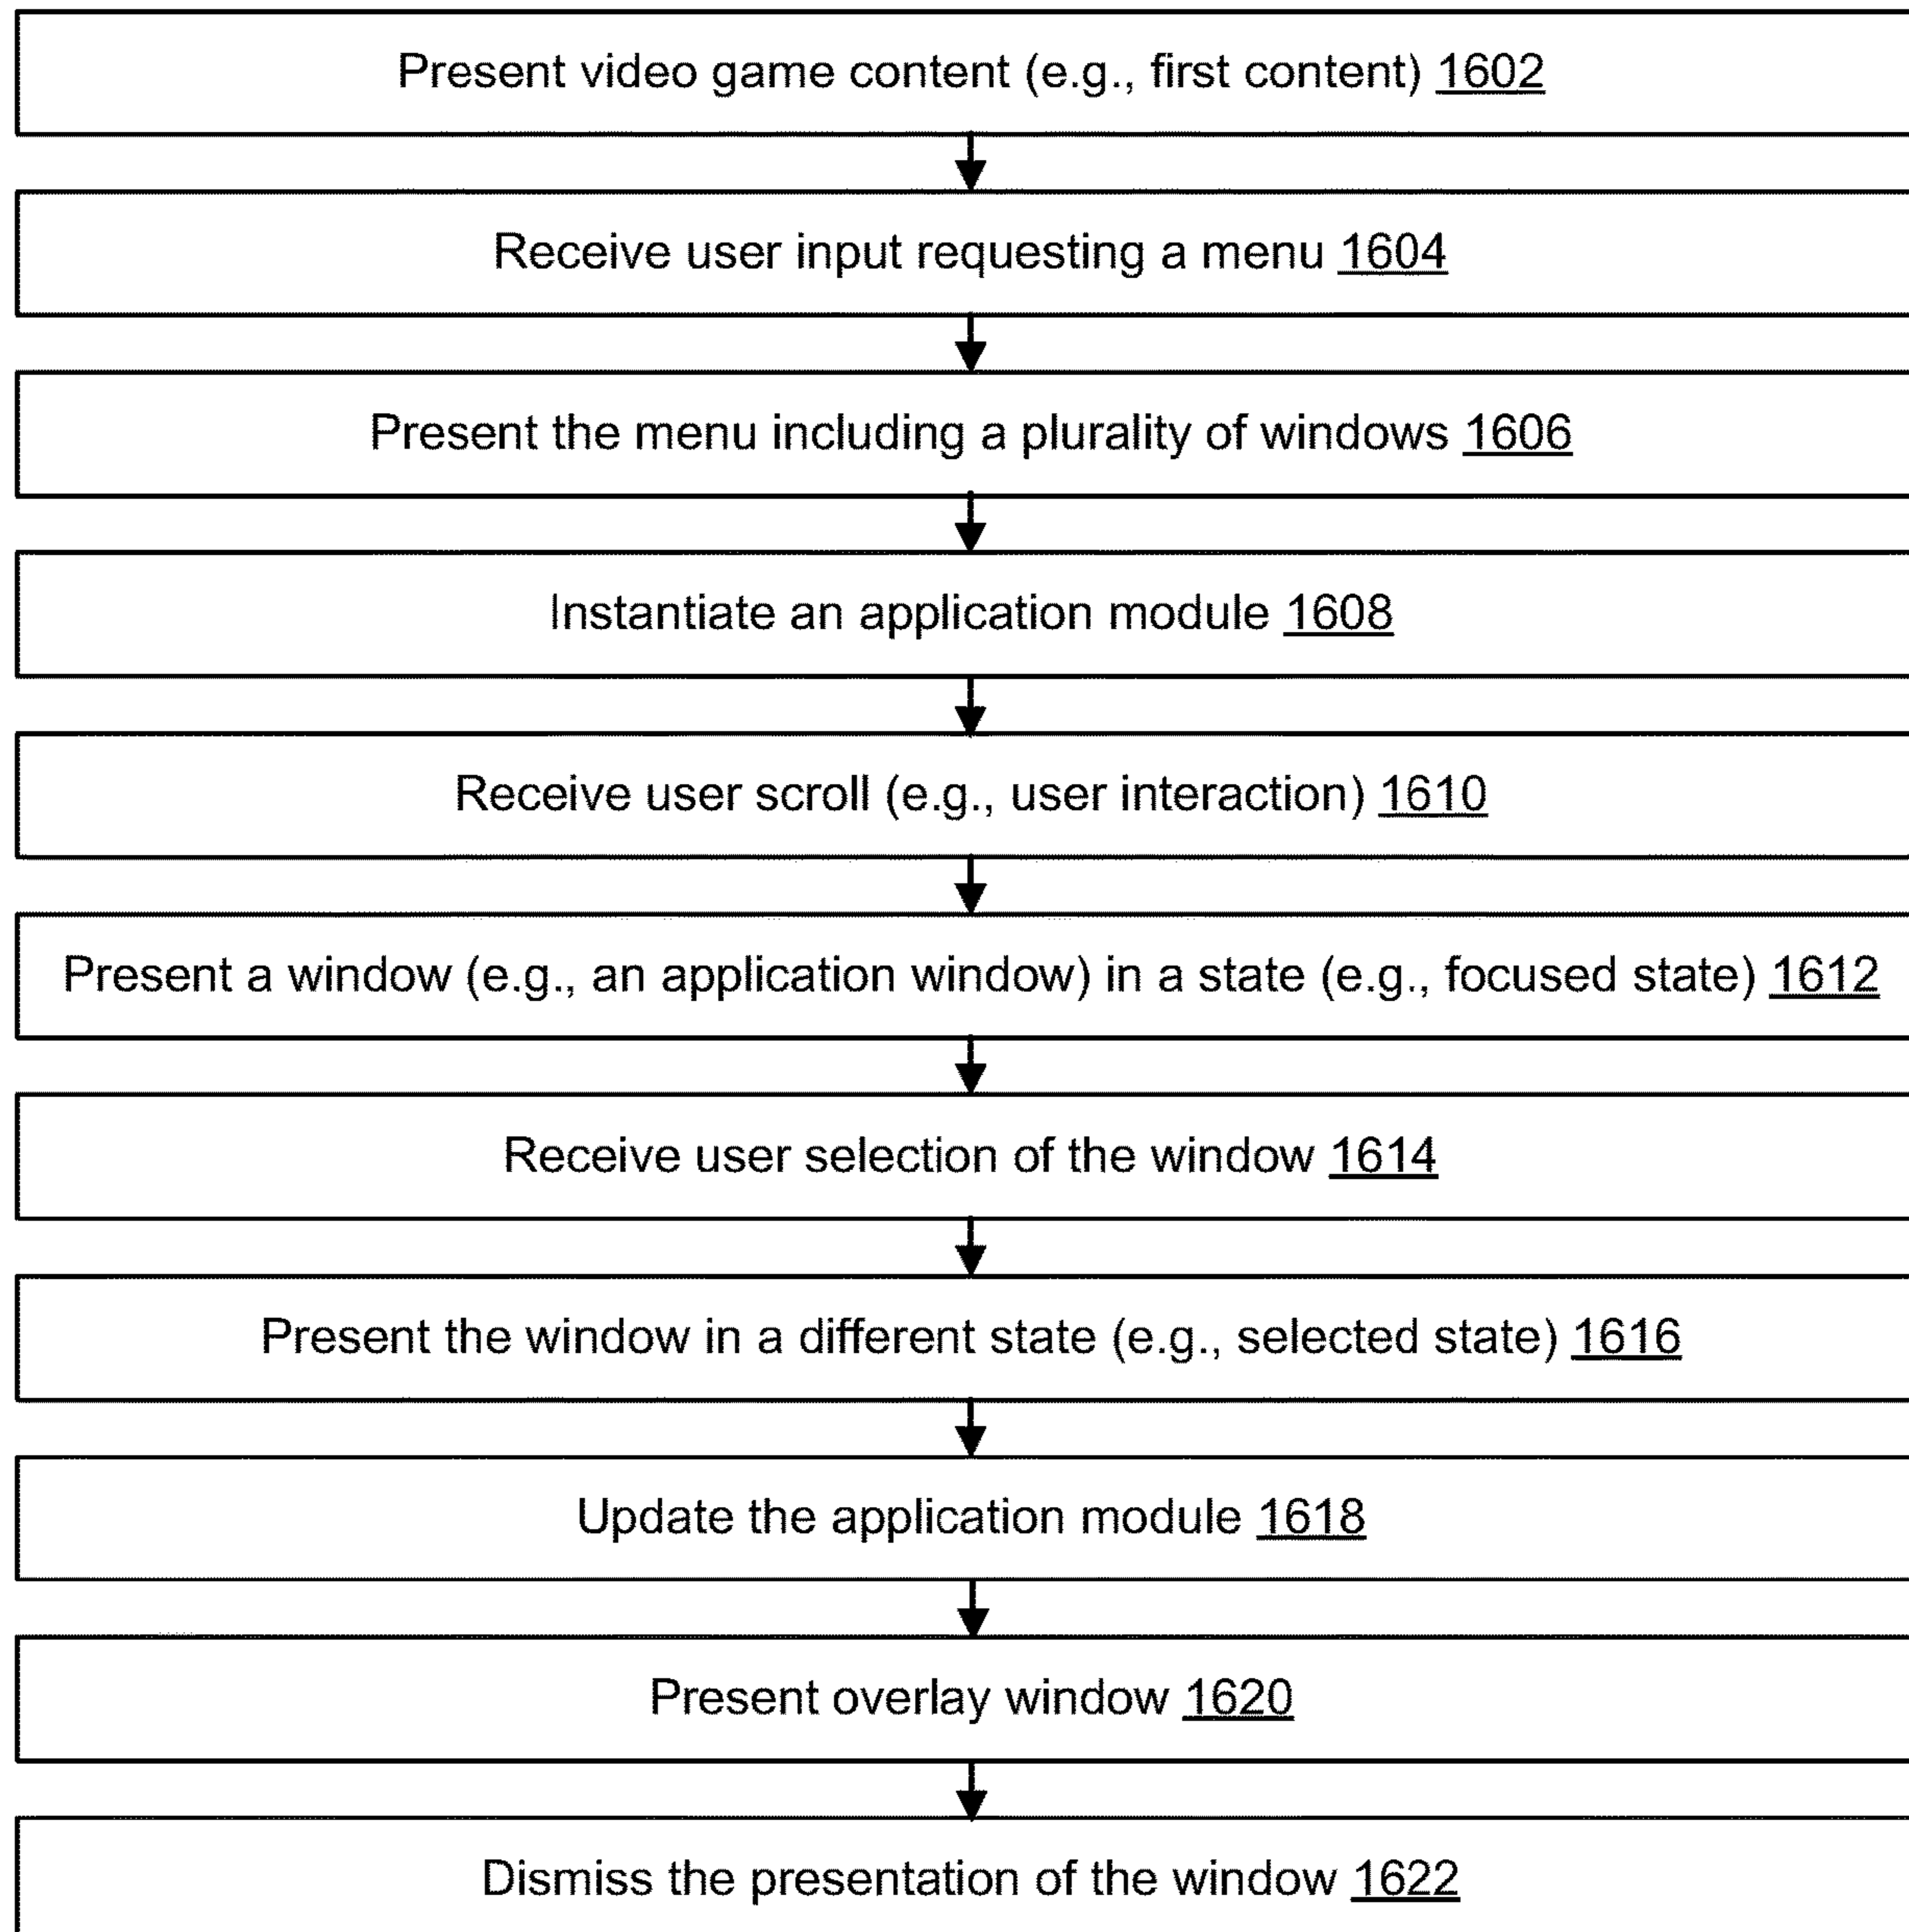 Present video game content (e.g., first content) 1602
Receive user input requesting a menu 1604
Present the menu including a plurality of windows 1606
Instantiate an application module 1608
Receive user scroll (e.g., user interaction) 1610
Present a window (e.g., an application window) in a state (e.g., focused state) 1612
Receive user selection of the window 1614
Present the window in a different state (e.g., selected state) 1616
Update the application module 1618
Present overlay window 1620
Dismiss the presentation of the window 1622